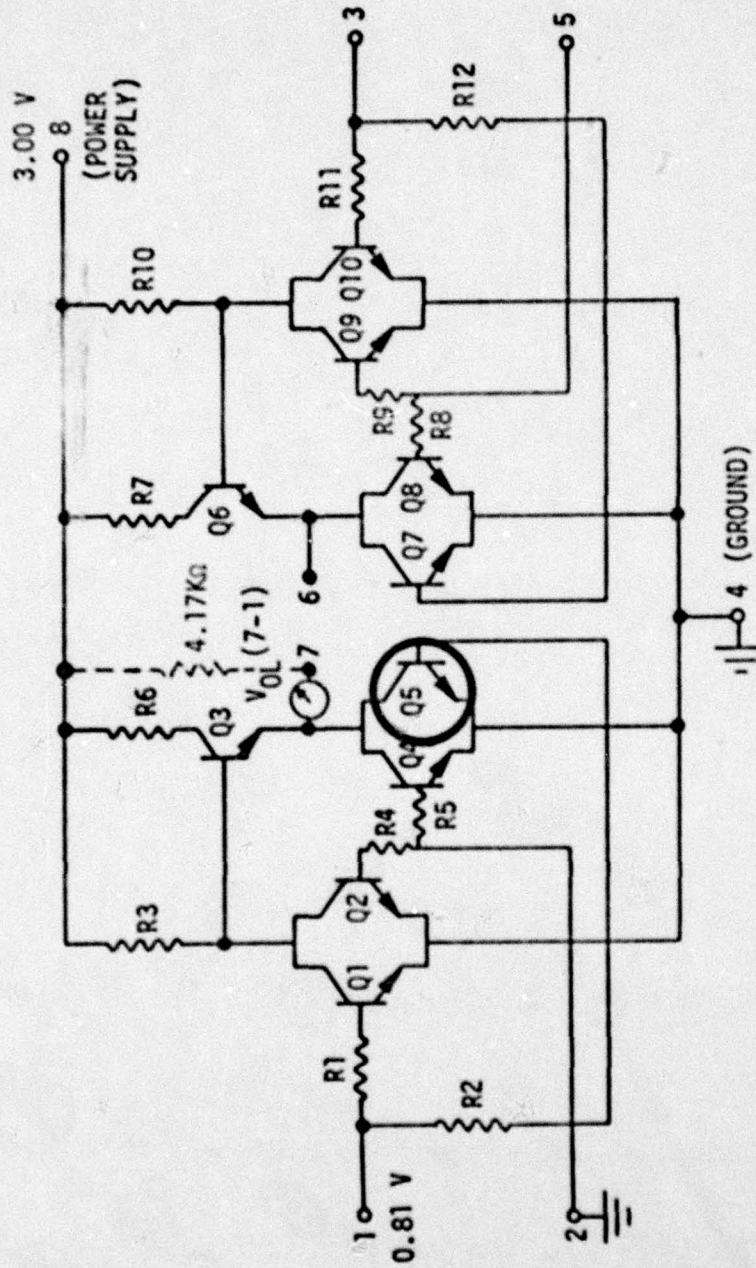 3.00 V
8
(POWER
SUPPLY)
3
5
R3
R6
4.17KΩ
(7-1)
R7
R10
Q3
V_OL
7
6
Q6
R11
R12
1
0.81 V
R1
Q1
Q2
R4
R5
Q4
Q5
Q7
Q8
R8
R9
Q9
Q10
R2
2
4 (GROUND)